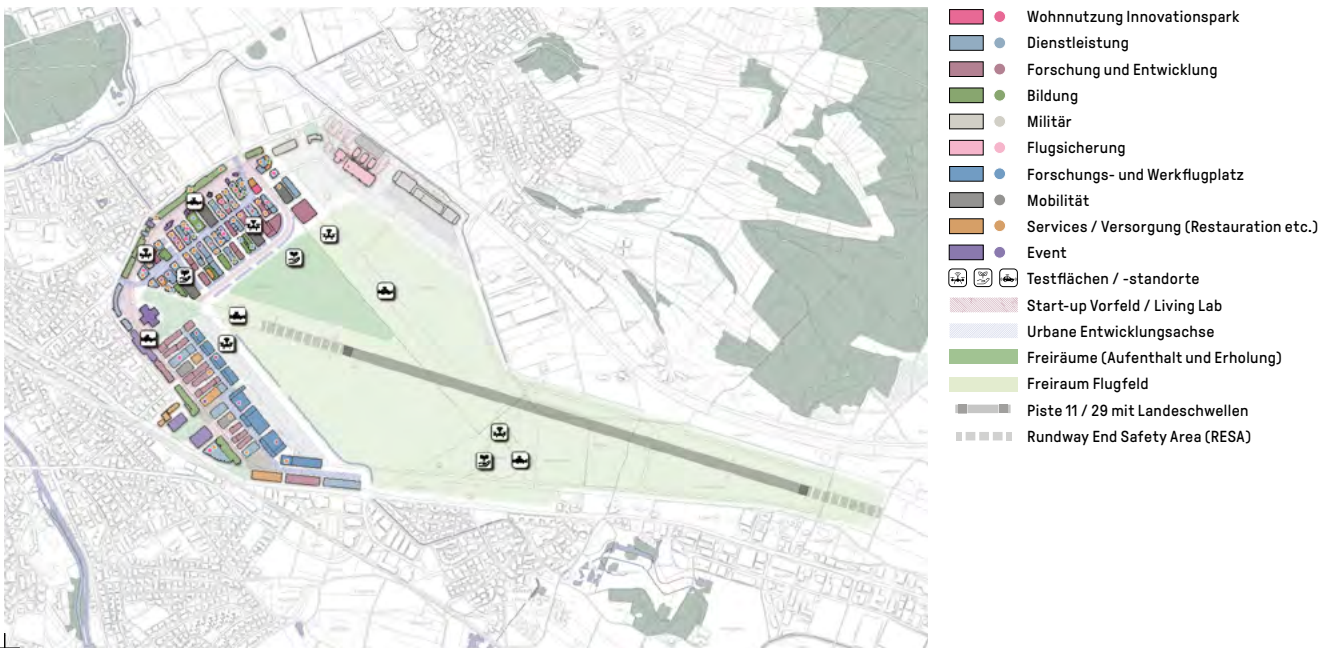 Wohnnutzung Innovationspark
Dienstleistung
Forschung und Entwicklung
Bildung
Militär
Flugsicherung
Forschungs- und Werkflugplatz
Mobilität
Services / Versorgung (Restauration etc.)
Event
Testflächen / -standorte
Start-up Vorfeld / Living Lab
Urbane Entwicklungsachse
Freiräume (Aufenthalt und Erholung)
Freiraum Flugfeld
Piste 11 / 29 mit Landeschwellen
Rundway End Safety Area (RESA)